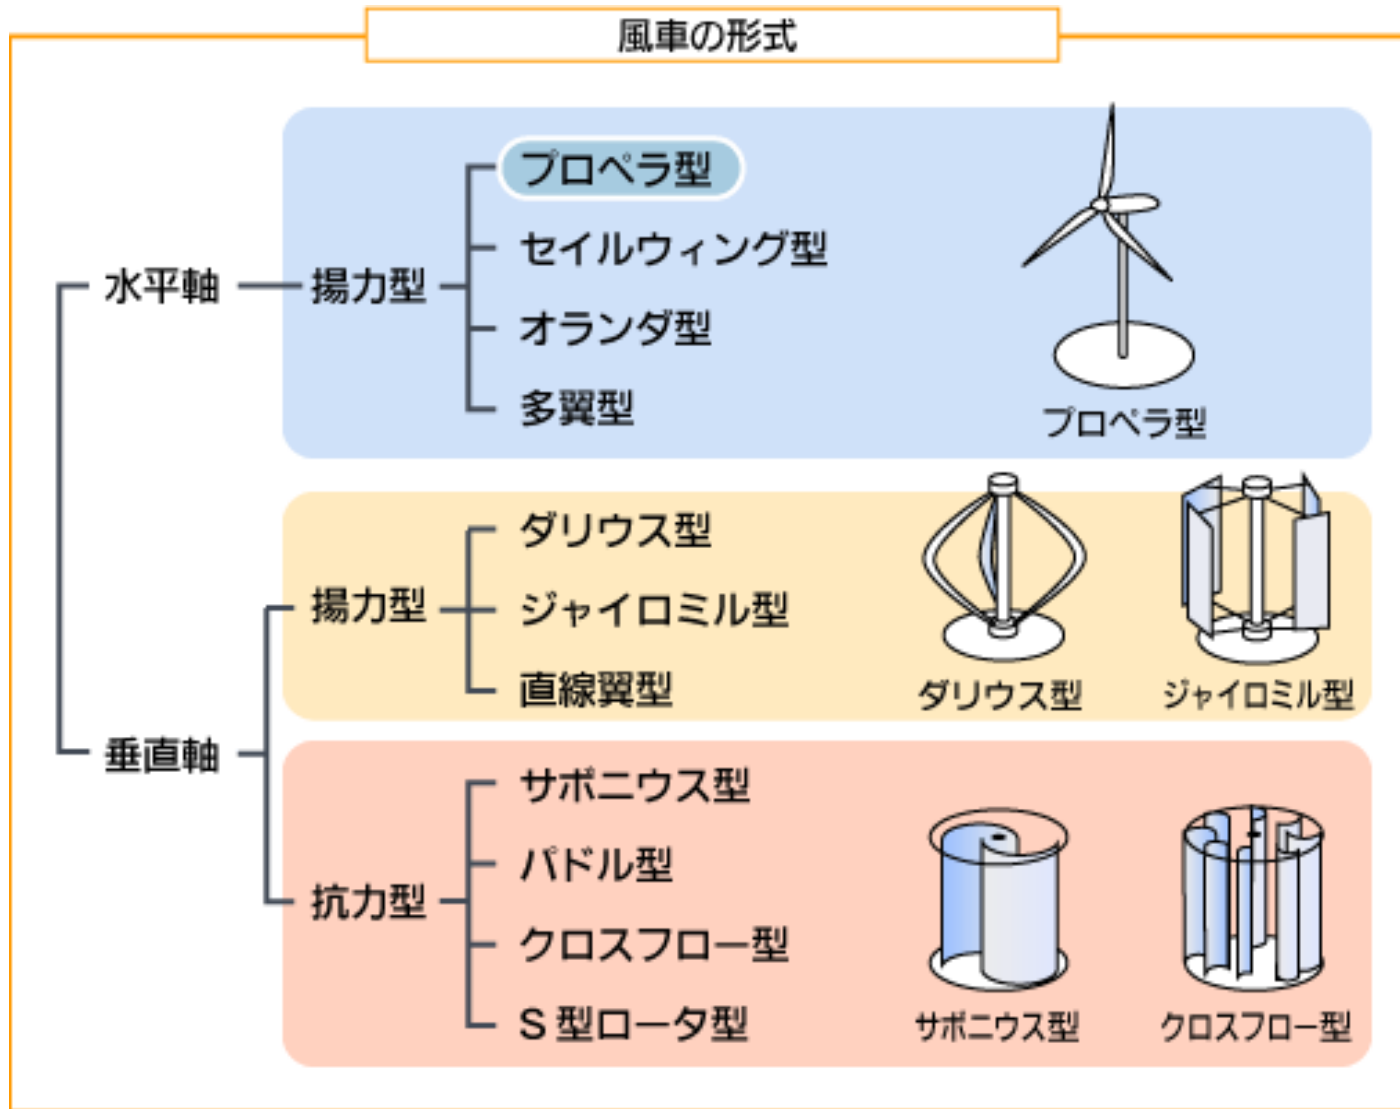 風車の形式
水平軸
揚力型
プロペラ型
セイルウィング型
オランダ型
多翼型
プロペラ型
垂直軸
揚力型
ダリウス型
ジャイロミル型
直線翼型
ダリウス型
ジャイロミル型
抗力型
サボニウス型
パドル型
クロスフロー型
S型ロータ型
サボニウス型
クロスフロー型